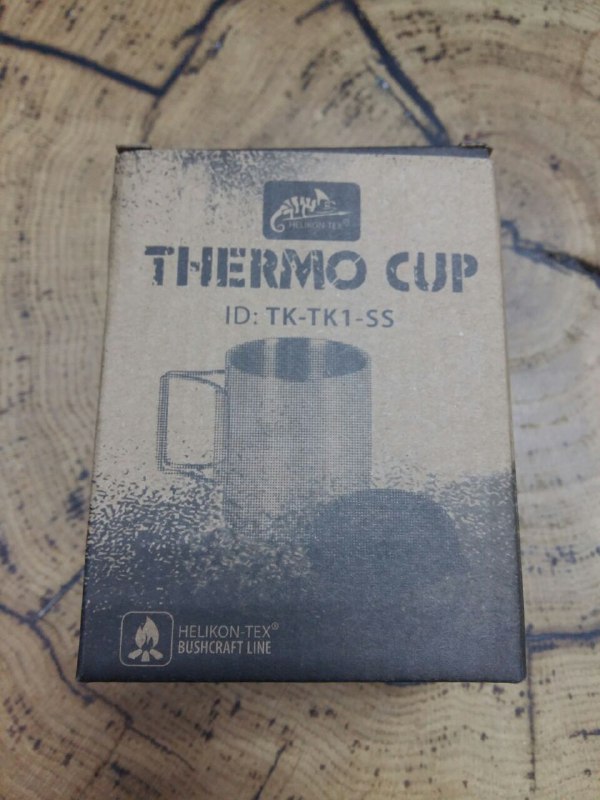 HELIKON-TEX®
THERMO CUP
ID: TK-TK1-SS
HELIKON-TEX®
BUSHCRAFT LINE